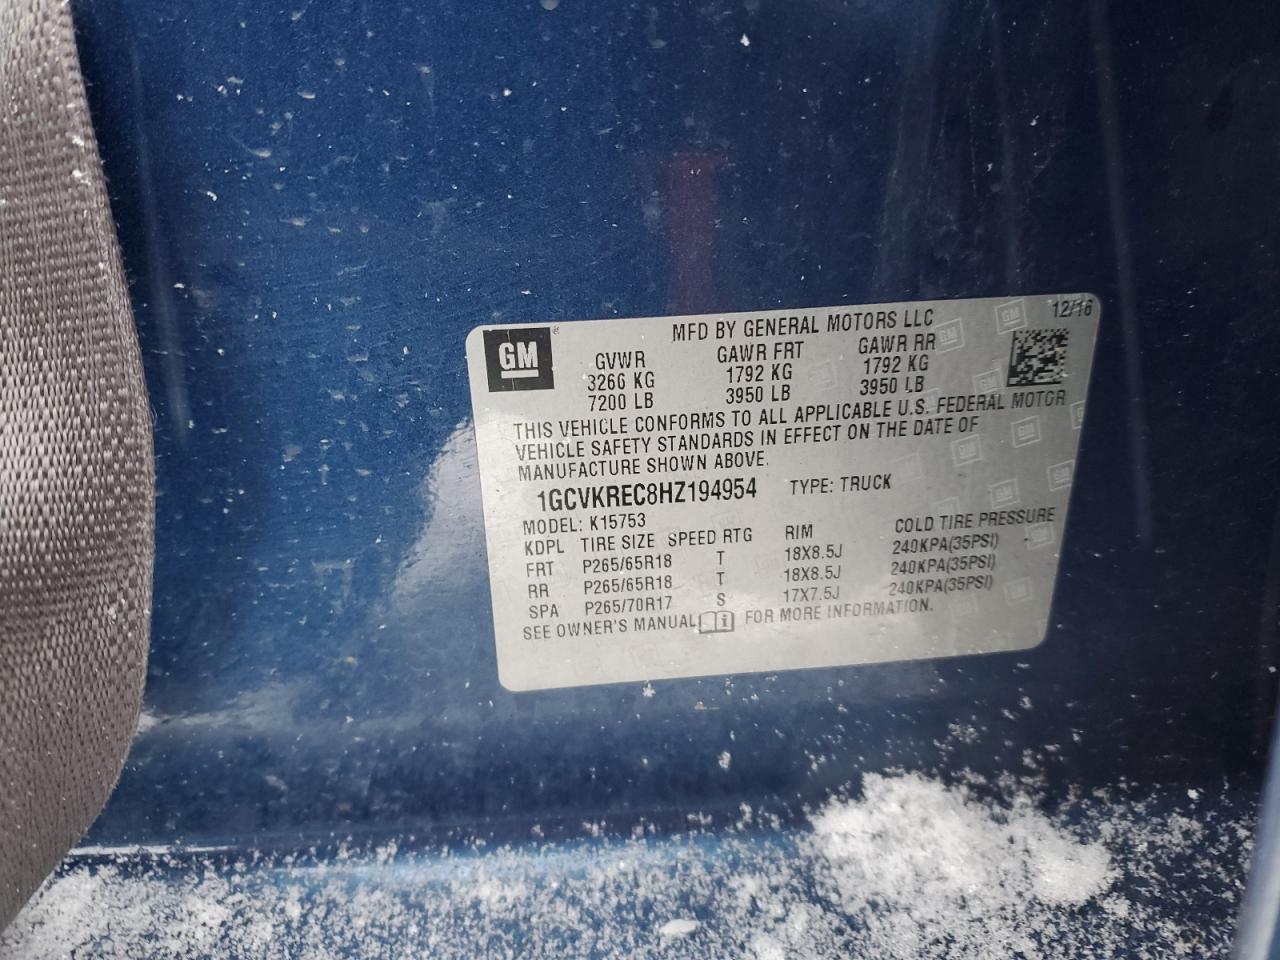 MFD BY GENERAL MOTORS LLC 12/16
GM GVWR GAWR FRT GAWR RR
3266 KG 1792 KG 1792 KG
7200 LB 3950 LB 3950 LB
THIS VEHICLE CONFORMS TO ALL APPLICABLE U.S. FEDERAL MOTOR
VEHICLE SAFETY STANDARDS IN EFFECT ON THE DATE OF
MANUFACTURE SHOWN ABOVE.
1GCVKREC8HZ194954 TYPE: TRUCK
MODEL: K15753
KDPL TIRE SIZE SPEED RTG RIM COLD TIRE PRESSURE
FRT P265/65R18 T 18X8.5J 240KPA(35PSI)
RR P265/65R18 T 18X8.5J 240KPA(35PSI)
SPA P265/70R17 S 17X7.5J 240KPA(35PSI)
SEE OWNER'S MANUAL FOR MORE INFORMATION.